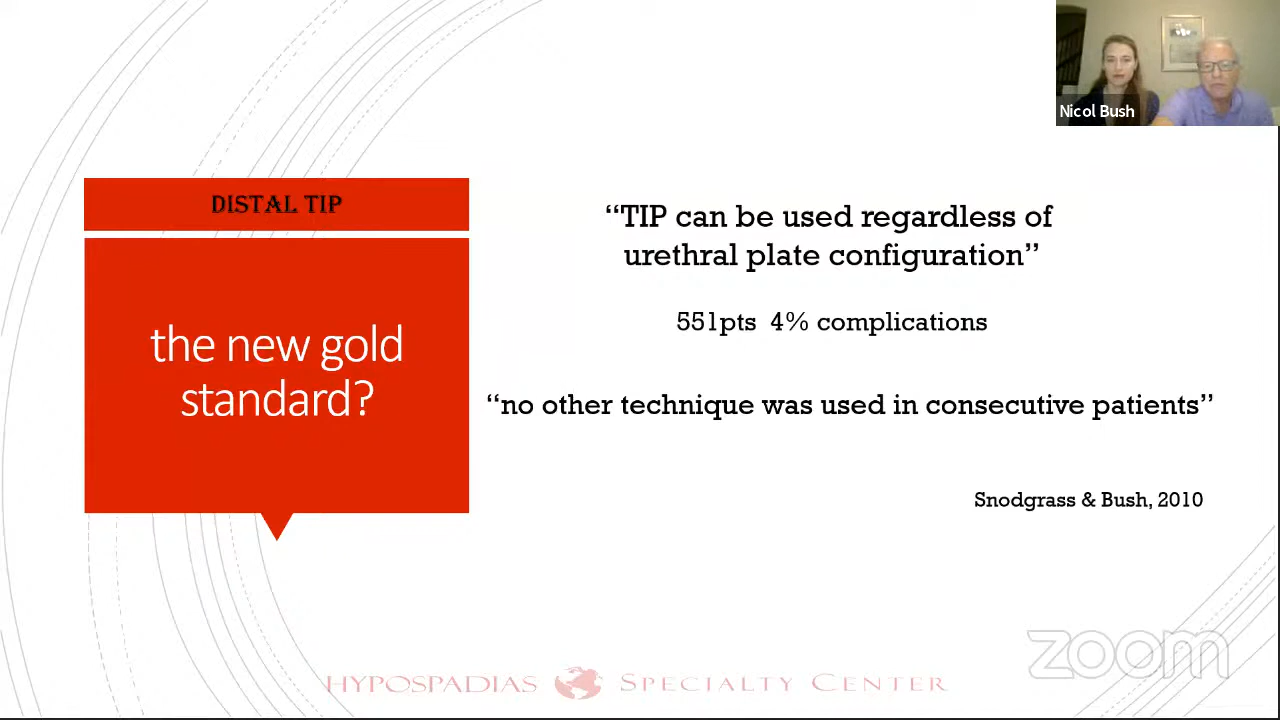 Nicol Bush
DISTAL TIP
the new gold
standard?
“TIP can be used regardless of
urethral plate configuration”
551pts 4% complications
“no other technique was used in consecutive patients”
Snodgrass & Bush, 2010
zoom
HYPOSPADIAS SPECIALTY CENTER